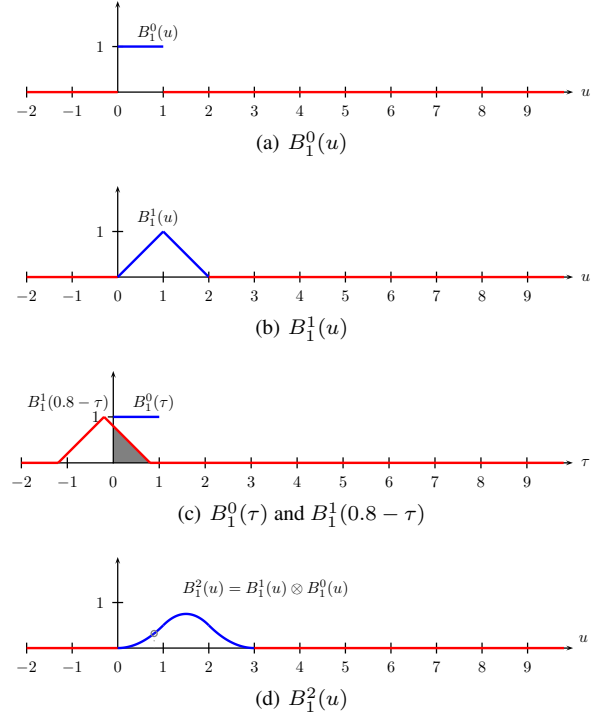 B_1^0(u)
1
−2 −1 0 1 2 3 4 5 6 7 8 9 u
(a) B_1^0(u)
B_1^1(u)
1
−2 −1 0 1 2 3 4 5 6 7 8 9 u
(b) B_1^1(u)
B_1^1(0.8 − τ) B_1^0(τ)
1
−2 −1 0 1 2 3 4 5 6 7 8 9 τ
(c) B_1^0(τ) and B_1^1(0.8 − τ)
B_1^2(u) = B_1^1(u) ⊗ B_1^0(u)
1
−2 −1 0 1 2 3 4 5 6 7 8 9 u
(d) B_1^2(u)